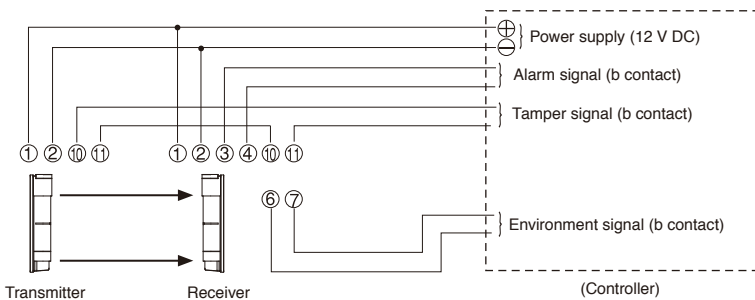 ⊕ Power supply (12 V DC)
⊖
Alarm signal (b contact)
Tamper signal (b contact)
① ② ⑩ ⑪ ① ② ③ ④ ⑩ ⑪
⑥ ⑦
Environment signal (b contact)
Transmitter Receiver (Controller)